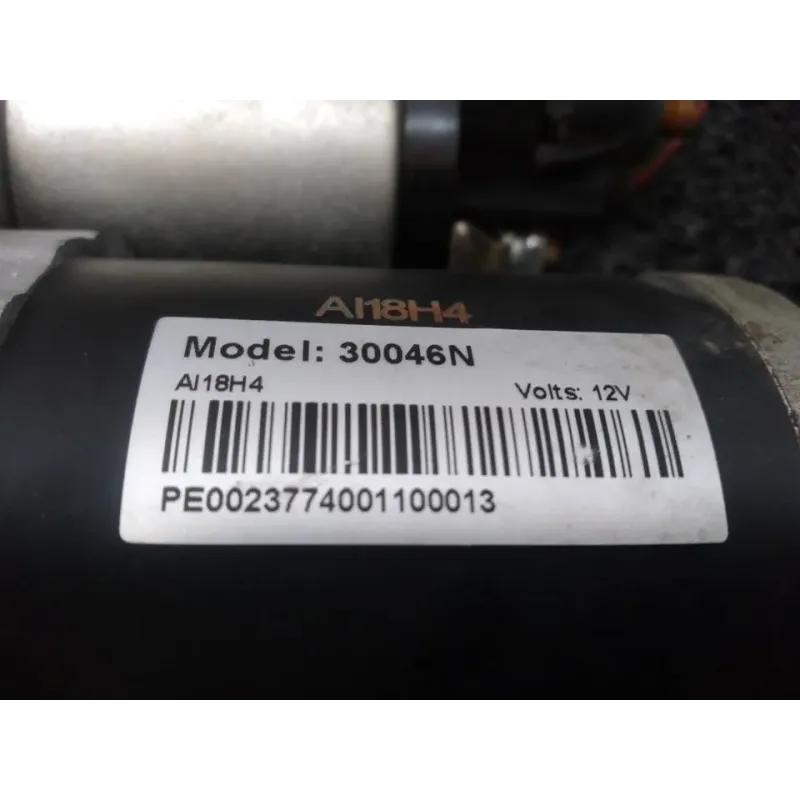 AI18H4
Model: 30046N
AI18H4 Volts: 12V
PE0023774001100013